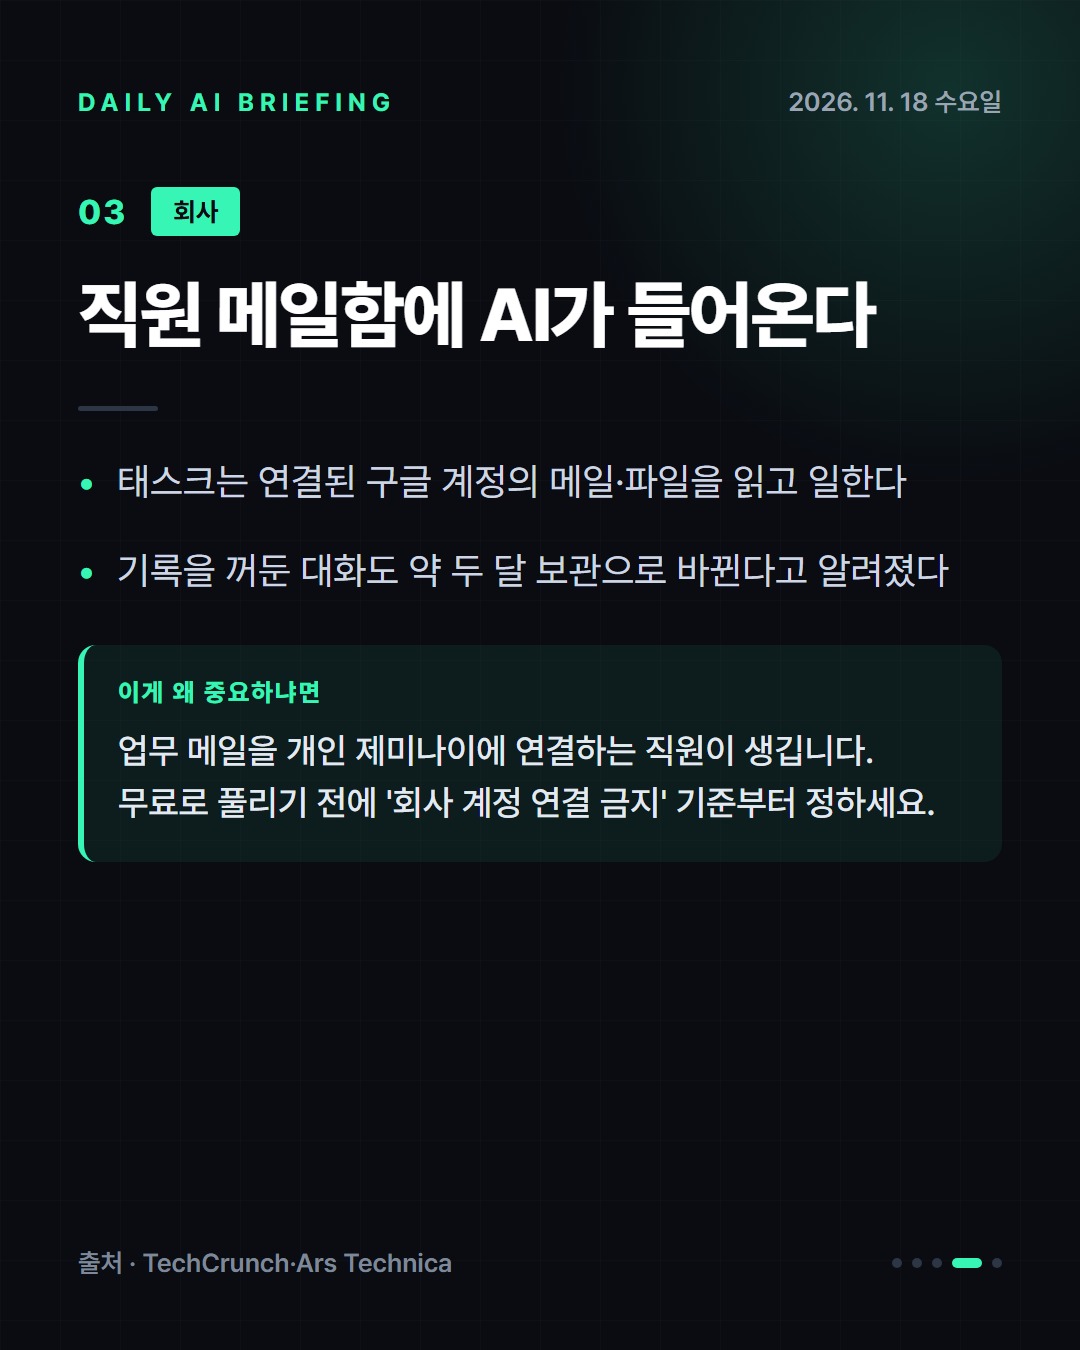 DAILY AI BRIEFING
2026. 11. 18 수요일
03 회사
직원 메일함에 AI가 들어온다
• 태스크는 연결된 구글 계정의 메일·파일을 읽고 일한다
• 기록을 꺼둔 대화도 약 두 달 보관으로 바뀐다고 알려졌다
이게 왜 중요하냐면
업무 메일을 개인 제미나이에 연결하는 직원이 생깁니다.
무료로 풀리기 전에 '회사 계정 연결 금지' 기준부터 정하세요.
출처 · TechCrunch·Ars Technica